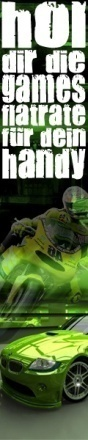 hol
dir die
games
flatrate
für dein
handy